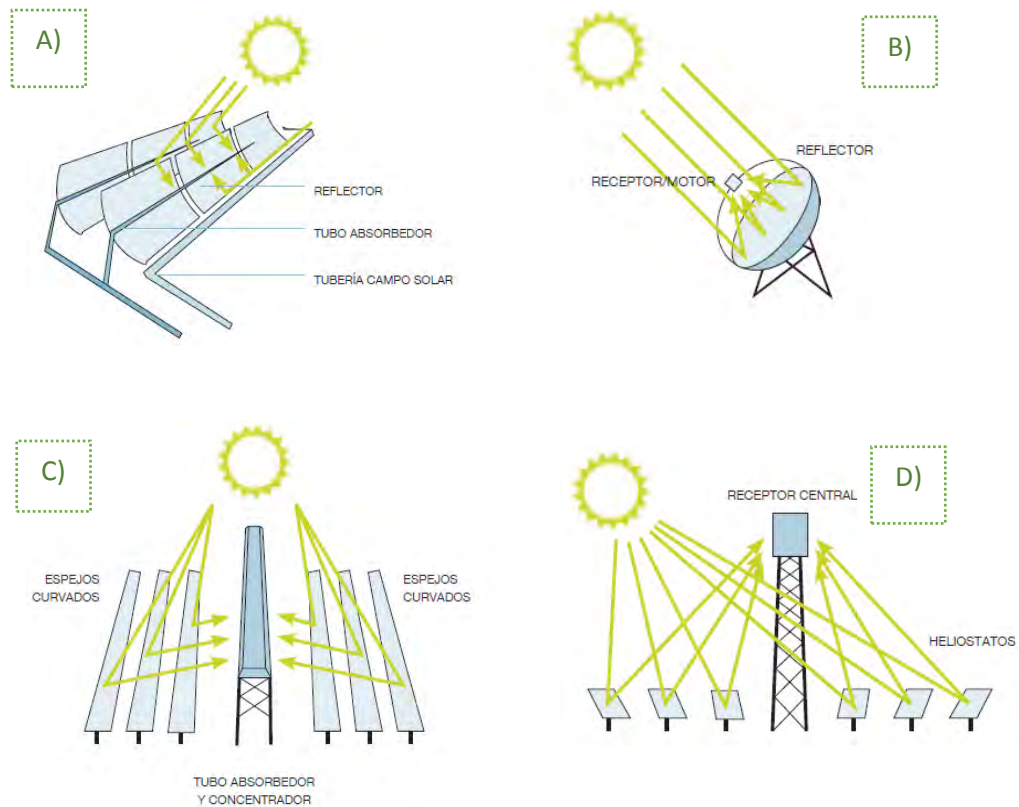 A)
REFLECTOR
TUBO ABSORBEDOR
TUBERÍA CAMPO SOLAR
B)
REFLECTOR
RECEPTOR/MOTOR
C)
ESPEJOS
CURVADOS
ESPEJOS
CURVADOS
TUBO ABSORBEDOR
Y CONCENTRADOR
D)
RECEPTOR CENTRAL
HELIOSTATOS